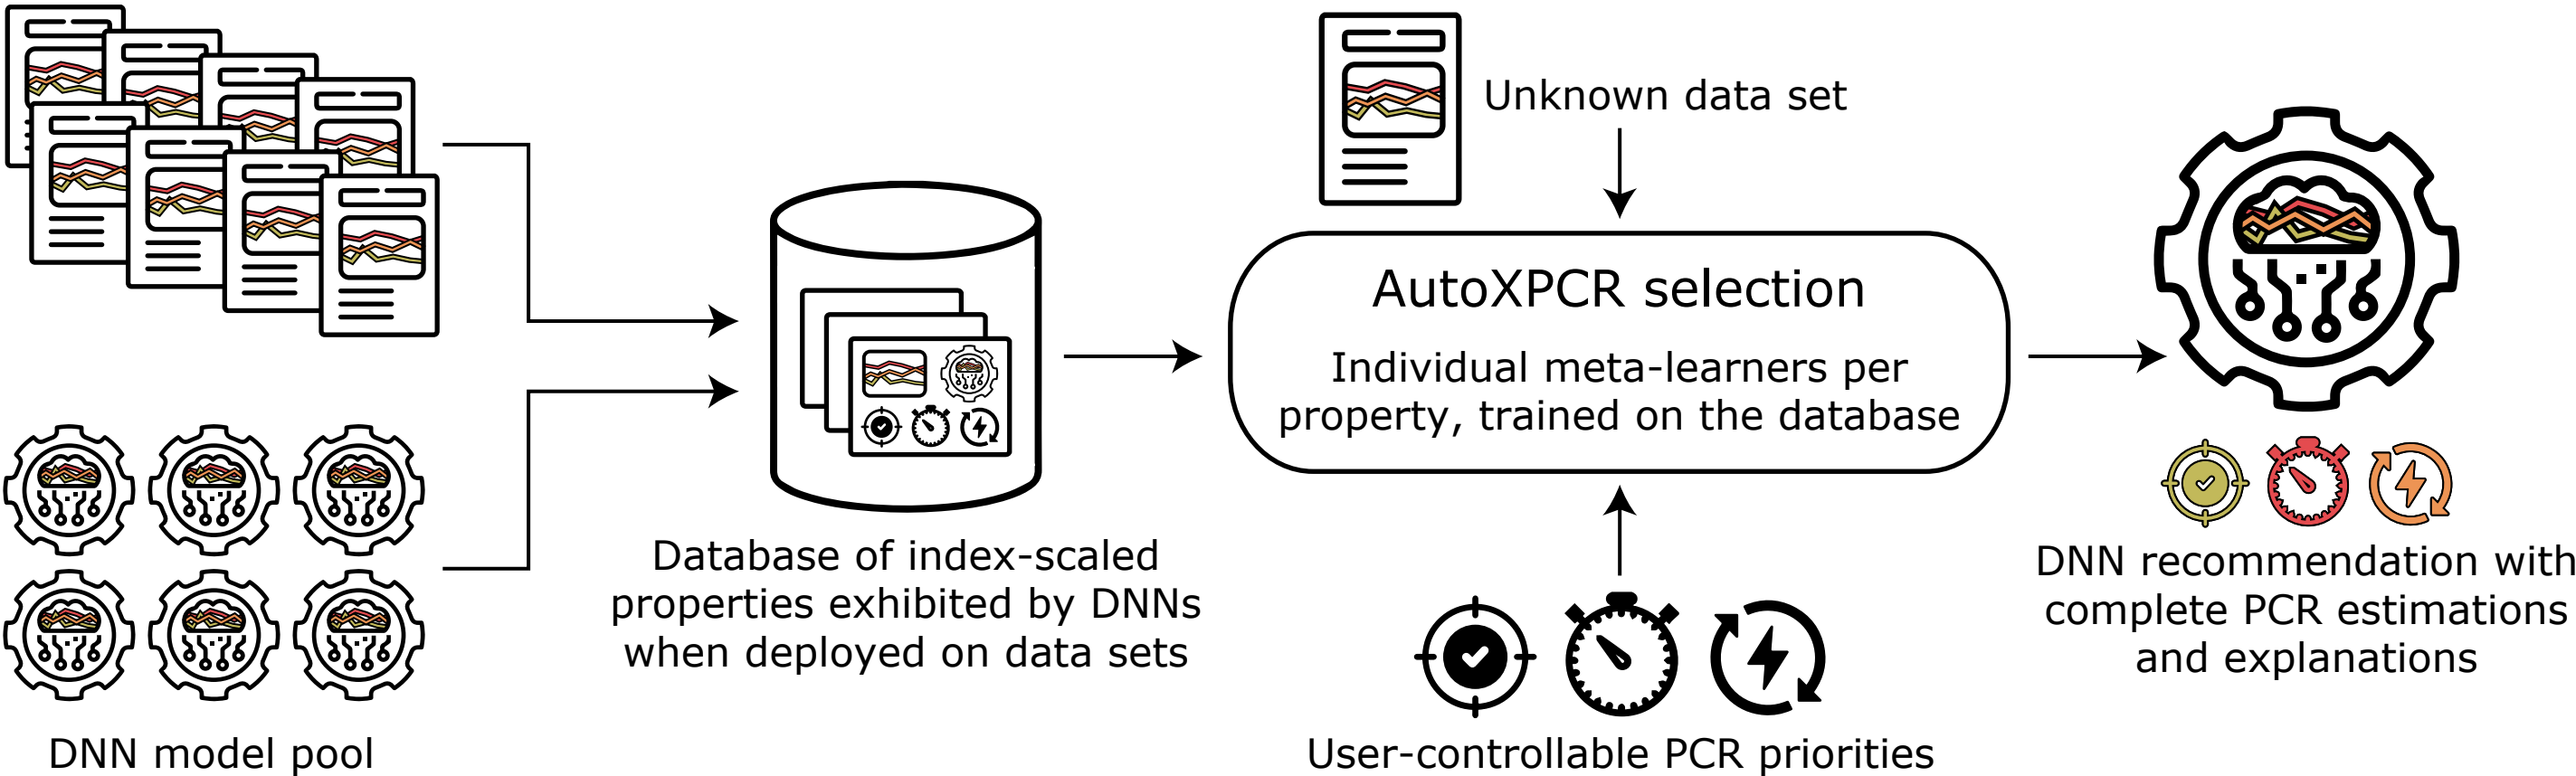 Unknown data set
AutoXPCR selection
Individual meta-learners per
property, trained on the database
Database of index-scaled
properties exhibited by DNNs
when deployed on data sets
DNN model pool
User-controllable PCR priorities
DNN recommendation with
complete PCR estimations
and explanations